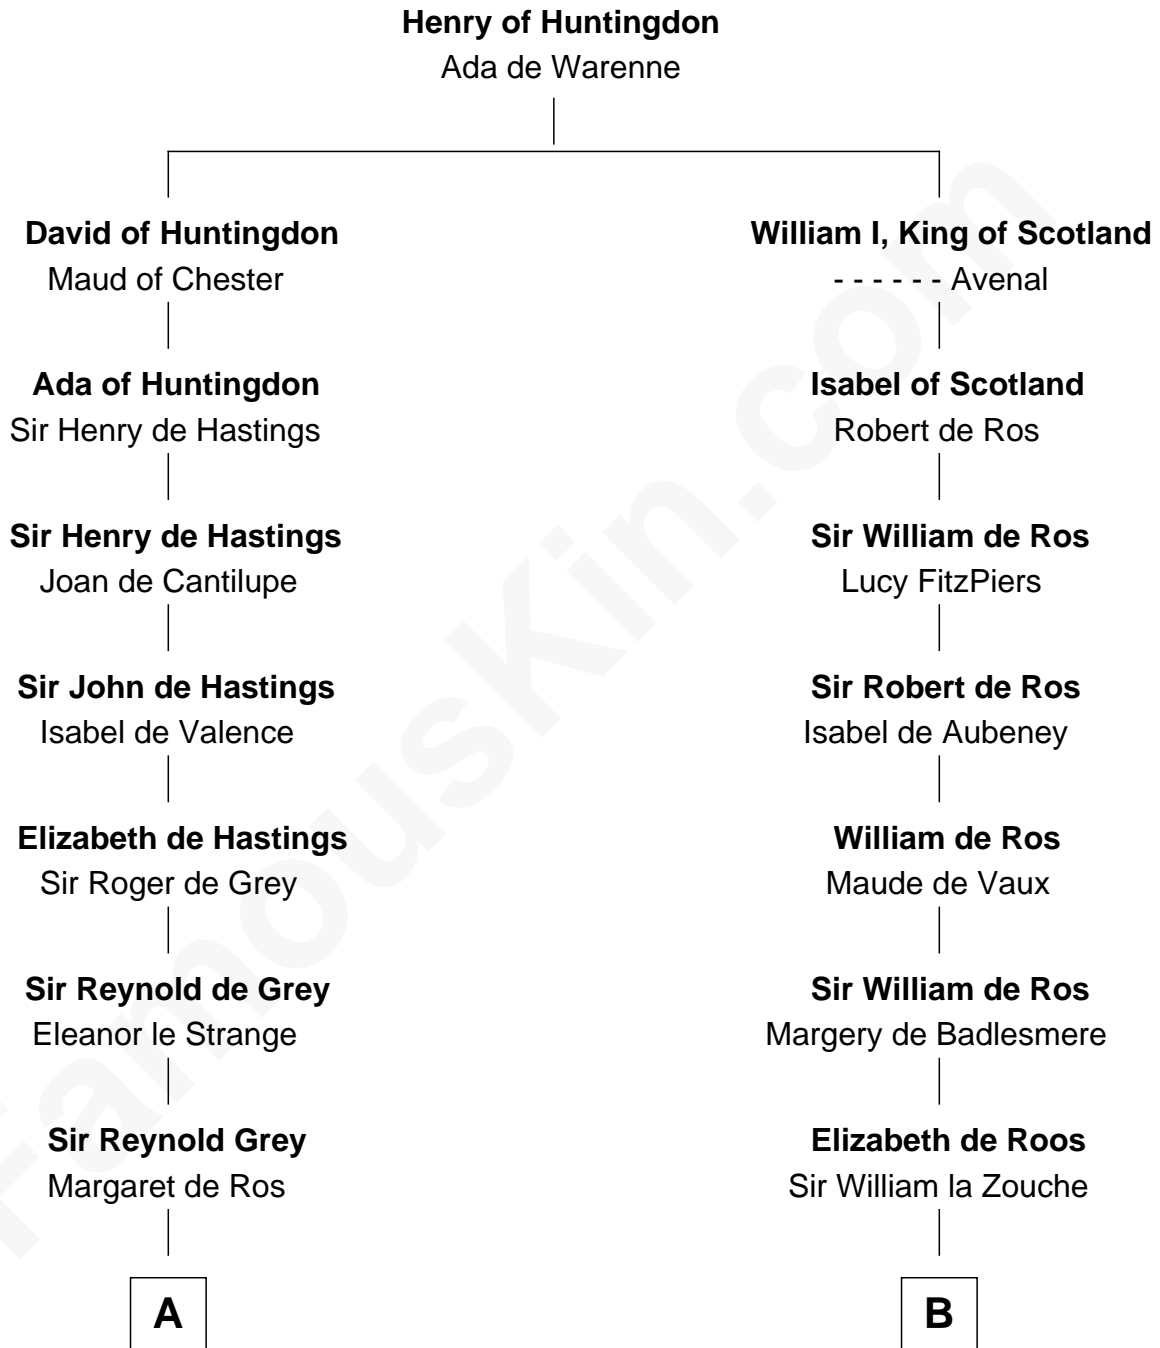 Henry of Huntingdon
Ada de Warenne
David of Huntingdon
Maud of Chester
Ada of Huntingdon
Sir Henry de Hastings
Sir Henry de Hastings
Joan de Cantilupe
Sir John de Hastings
Isabel de Valence
Elizabeth de Hastings
Sir Roger de Grey
Sir Reynold de Grey
Eleanor le Strange
Sir Reynold Grey
Margaret de Ros
A
William I, King of Scotland
- - - - - - Avenal
Isabel of Scotland
Robert de Ros
Sir William de Ros
Lucy FitzPiers
Sir Robert de Ros
Isabel de Aubeney
William de Ros
Maude de Vaux
Sir William de Ros
Margery de Badlesmere
Elizabeth de Roos
Sir William la Zouche
B
FamousKin.com